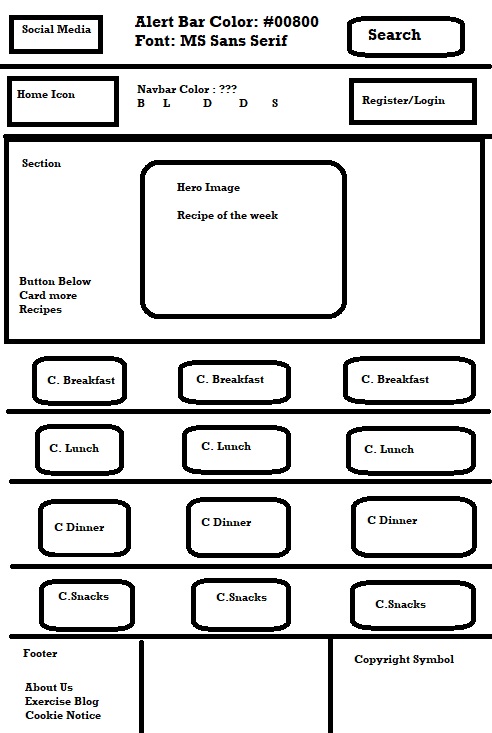 Social Media
Alert Bar Color: #00800
Font: MS Sans Serif
Search
Home Icon
Navbar Color : ???
B L D D S
Register/Login
Section
Hero Image
Recipe of the week
Button Below
Card more
Recipes
C. Breakfast
C. Breakfast
C. Breakfast
C. Lunch
C. Lunch
C. Lunch
C Dinner
C Dinner
C Dinner
C.Snacks
C.Snacks
C.Snacks
Footer
About Us
Exercise Blog
Cookie Notice
Copyright Symbol